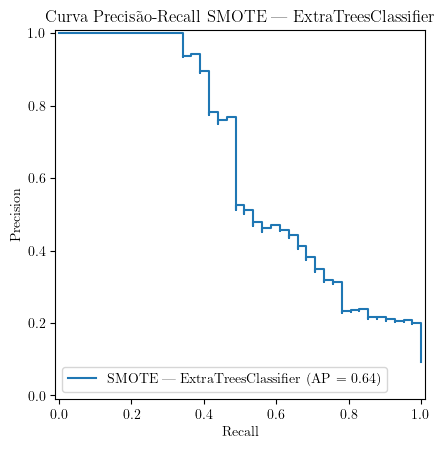 Curva Precisão-Recall SMOTE — ExtraTreesClassifier
1.0
0.8
0.6
0.4
0.2
0.0
Precision
SMOTE — ExtraTreesClassifier (AP = 0.64)
0.0 0.2 0.4 0.6 0.8 1.0
Recall